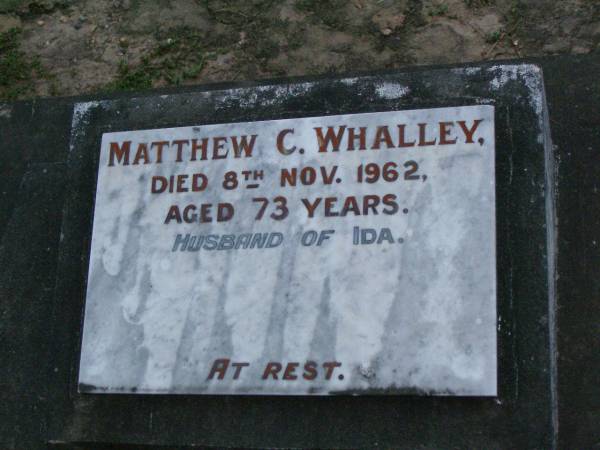 MATTHEW C. WHALLEY,
DIED 8TH NOV. 1962,
AGED 73 YEARS.
HUSBAND OF IDA.
AT REST.